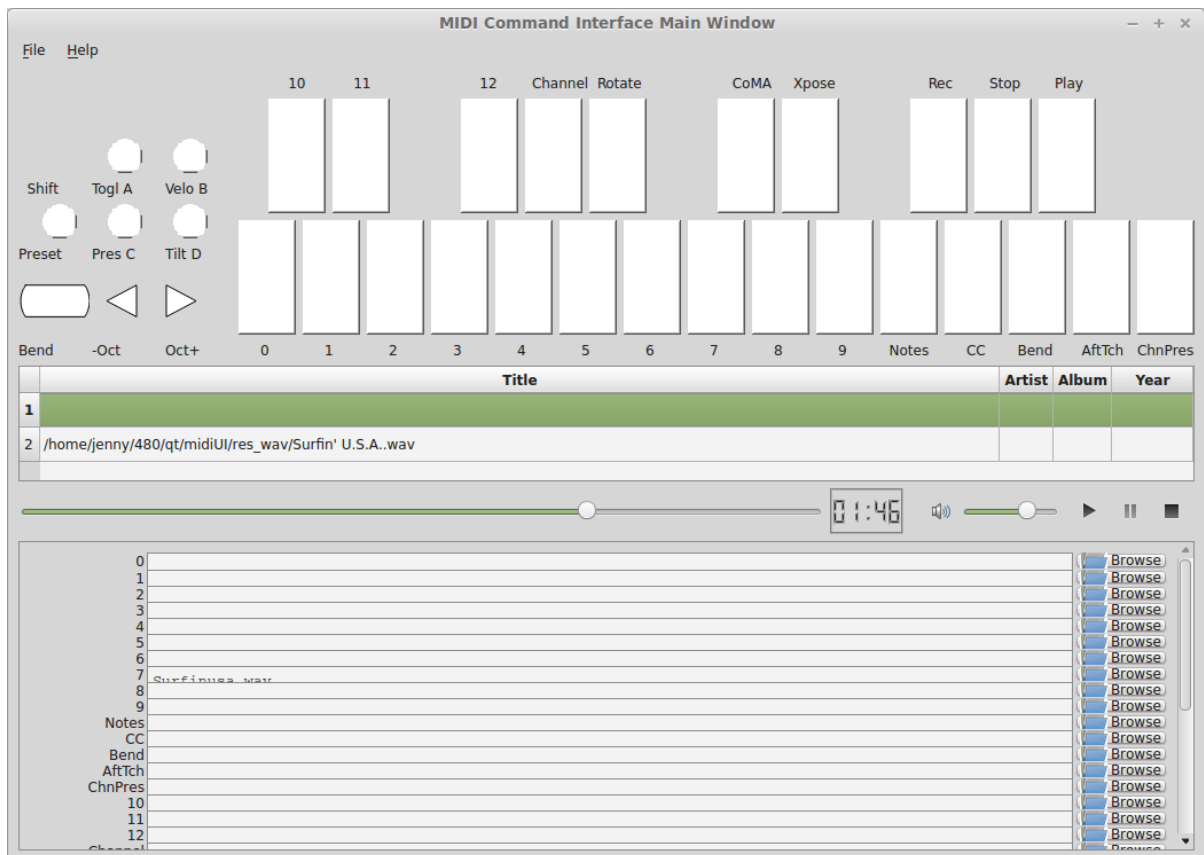 MIDI Command Interface Main Window
File Help
10 11 12 Channel Rotate CoMA Xpose Rec Stop Play
Shift Togl A Velo B
Preset Pres C Tilt D
Bend -Oct Oct+ 0 1 2 3 4 5 6 7 8 9 Notes CC Bend AftTch ChnPres
Title Artist Album Year
1
2 /home/jenny/480/qt/midiUI/res_wav/Surfin' U.S.A..wav
01:46
0 Browse
1 Browse
2 Browse
3 Browse
4 Browse
5 Browse
6 Browse
7 Surfinusa.wav Browse
8 Browse
9 Browse
Notes Browse
CC Browse
Bend Browse
AftTch Browse
ChnPres Browse
10 Browse
11 Browse
12 Browse
Channel Browse